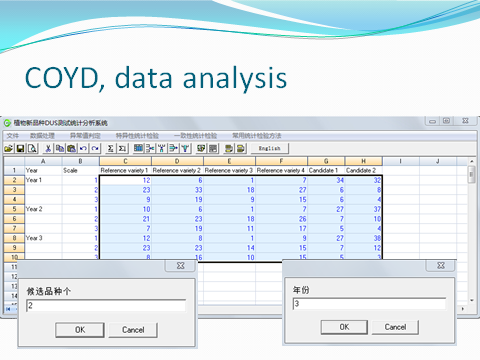 COYD, data analysis
植物新品种DUS测试统计分析系统
文件 数据处理 异常值判定 特异性统计检验 一致性统计检验 常用统计检验方法
English
A B C D E F G H I J
1 Year Scale Reference variety 1 Reference variety 2 Reference variety 3 Reference variety 4 Candidate 1 Candidate 2
2 Year 1 1 12 6 1 7 34 32
3 2 23 33 18 27 6 8
4 3 9 19 9 15 6 4
5 Year 2 1 10 6 1 7 27 37
6 2 21 23 18 26 7 10
7 3 7 19 11 17 5 4
8 Year 3 1 12 8 1 9 27 38
9 2 23 23 14 15 7 12
10 3 8 16 10 15 5 3
11
12
13
14
候选品种个
2
OK Cancel
年份
3
OK Cancel